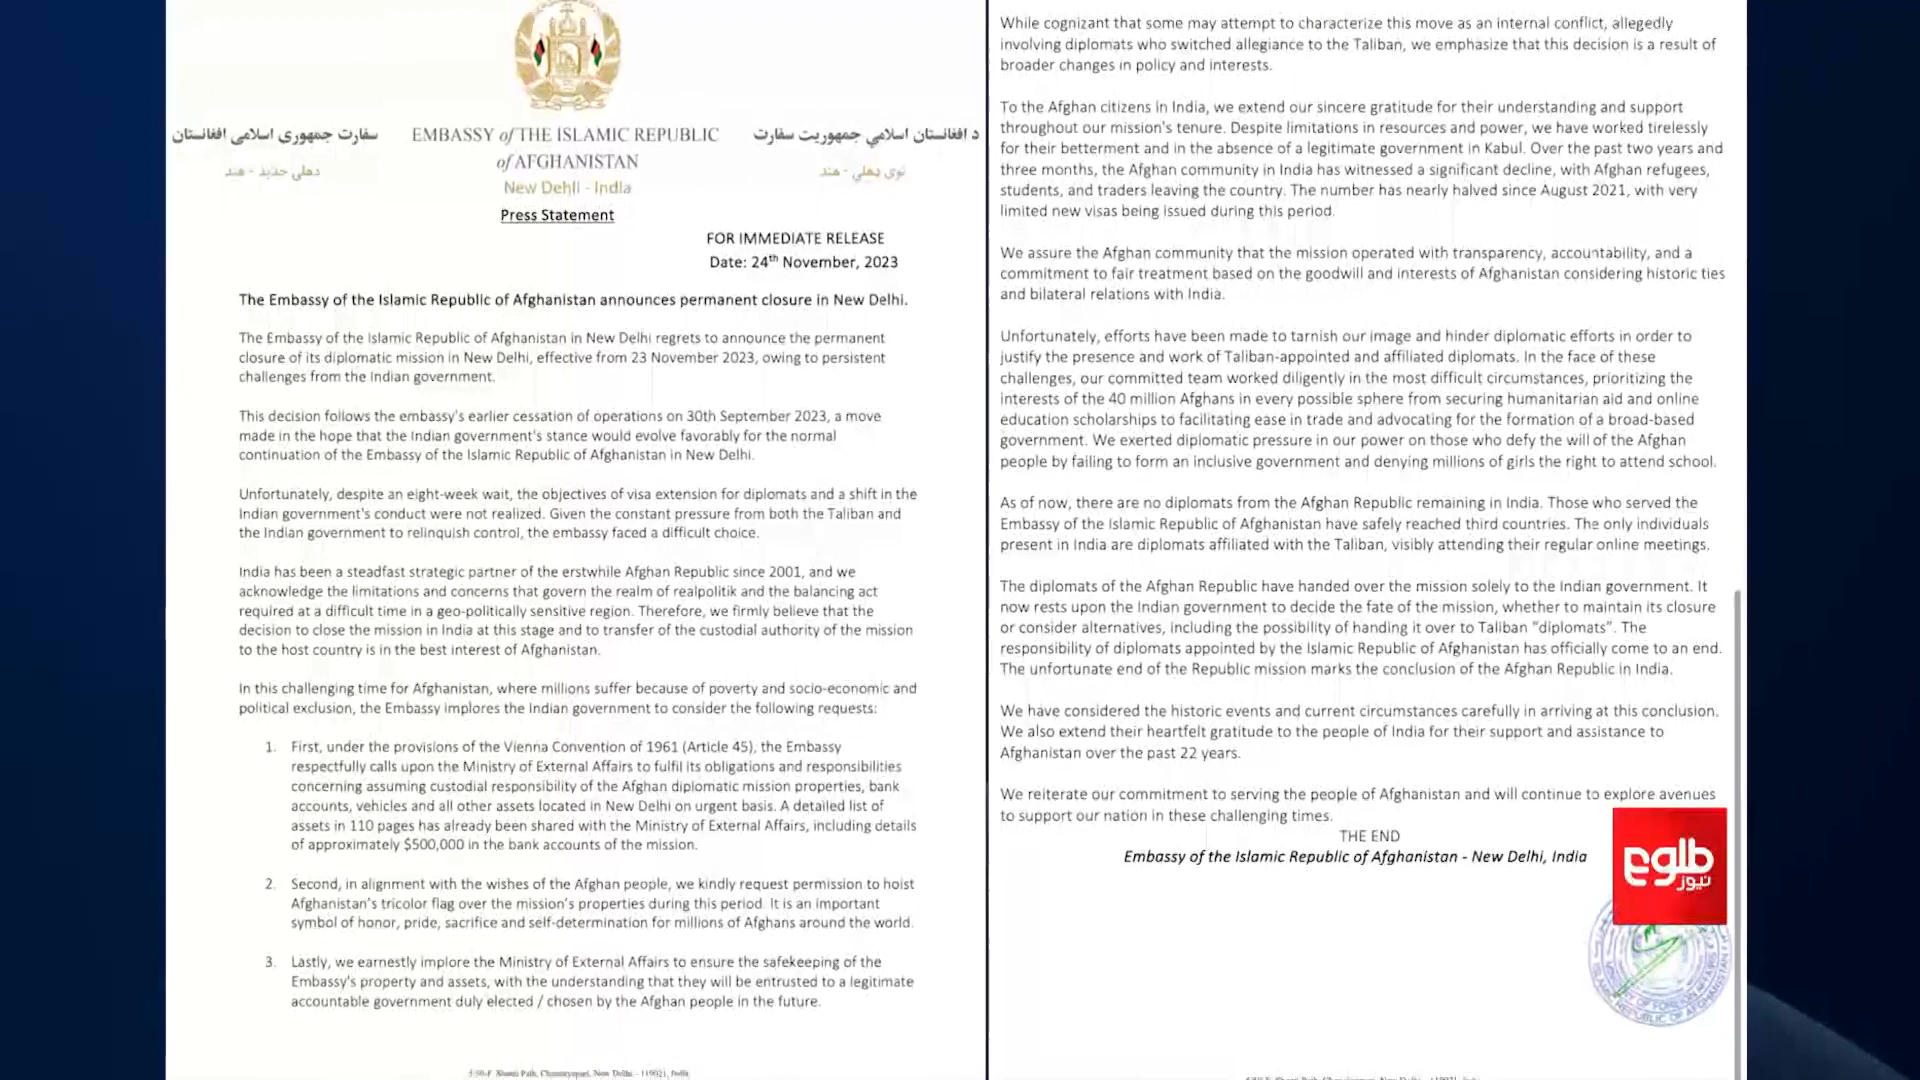 سفارت جمهوری اسلامی افغانستان
دهلی جدید - هند
EMBASSY of THE ISLAMIC REPUBLIC
of AFGHANISTAN
New Dehli - India
د افغانستان اسلامي جمهوريت سفارت
نوی دهلي - هند
Press Statement
FOR IMMEDIATE RELEASE
Date: 24th November, 2023
The Embassy of the Islamic Republic of Afghanistan announces permanent closure in New Delhi.
The Embassy of the Islamic Republic of Afghanistan in New Delhi regrets to announce the permanent
closure of its diplomatic mission in New Delhi, effective from 23 November 2023, owing to persistent
challenges from the Indian government.
This decision follows the embassy's earlier cessation of operations on 30th September 2023, a move
made in the hope that the Indian government's stance would evolve favorably for the normal
continuation of the Embassy of the Islamic Republic of Afghanistan in New Delhi.
Unfortunately, despite an eight-week wait, the objectives of visa extension for diplomats and a shift in the
Indian government's conduct were not realized. Given the constant pressure from both the Taliban and
the Indian government to relinquish control, the embassy faced a difficult choice.
India has been a steadfast strategic partner of the erstwhile Afghan Republic since 2001, and we
acknowledge the limitations and concerns that govern the realm of realpolitik and the balancing act
required at a difficult time in a geo-politically sensitive region. Therefore, we firmly believe that the
decision to close the mission in India at this stage and to transfer of the custodial authority of the mission
to the host country is in the best interest of Afghanistan.
In this challenging time for Afghanistan, where millions suffer because of poverty and socio-economic and
political exclusion, the Embassy implores the Indian government to consider the following requests:
1. First, under the provisions of the Vienna Convention of 1961 (Article 45), the Embassy
respectfully calls upon the Ministry of External Affairs to fulfil its obligations and responsibilities
concerning assuming custodial responsibility of the Afghan diplomatic mission properties, bank
accounts, vehicles and all other assets located in New Delhi on urgent basis. A detailed list of
assets in 110 pages has already been shared with the Ministry of External Affairs, including details
of approximately $500,000 in the bank accounts of the mission.
2. Second, in alignment with the wishes of the Afghan people, we kindly request permission to hoist
Afghanistan's tricolor flag over the mission's properties during this period. It is an important
symbol of honor, pride, sacrifice and self-determination for millions of Afghans around the world.
3. Lastly, we earnestly implore the Ministry of External Affairs to ensure the safekeeping of the
Embassy's property and assets, with the understanding that they will be entrusted to a legitimate
accountable government duly elected / chosen by the Afghan people in the future.
5/50-F Shanti Path, Chanakyapuri, New Delhi - 110021, India
While cognizant that some may attempt to characterize this move as an internal conflict, allegedly
involving diplomats who switched allegiance to the Taliban, we emphasize that this decision is a result of
broader changes in policy and interests.
To the Afghan citizens in India, we extend our sincere gratitude for their understanding and support
throughout our mission's tenure. Despite limitations in resources and power, we have worked tirelessly
for their betterment and in the absence of a legitimate government in Kabul. Over the past two years and
three months, the Afghan community in India has witnessed a significant decline, with Afghan refugees,
students, and traders leaving the country. The number has nearly halved since August 2021, with very
limited new visas being issued during this period.
We assure the Afghan community that the mission operated with transparency, accountability, and a
commitment to fair treatment based on the goodwill and interests of Afghanistan considering historic ties
and bilateral relations with India.
Unfortunately, efforts have been made to tarnish our image and hinder diplomatic efforts in order to
justify the presence and work of Taliban-appointed and affiliated diplomats. In the face of these
challenges, our committed team worked diligently in the most difficult circumstances, prioritizing the
interests of the 40 million Afghans in every possible sphere from securing humanitarian aid and online
education scholarships to facilitating ease in trade and advocating for the formation of a broad-based
government. We exerted diplomatic pressure in our power on those who defy the will of the Afghan
people by failing to form an inclusive government and denying millions of girls the right to attend school.
As of now, there are no diplomats from the Afghan Republic remaining in India. Those who served the
Embassy of the Islamic Republic of Afghanistan have safely reached third countries. The only individuals
present in India are diplomats affiliated with the Taliban, visibly attending their regular online meetings.
The diplomats of the Afghan Republic have handed over the mission solely to the Indian government. It
now rests upon the Indian government to decide the fate of the mission, whether to maintain its closure
or consider alternatives, including the possibility of handing it over to Taliban "diplomats". The
responsibility of diplomats appointed by the Islamic Republic of Afghanistan has officially come to an end.
The unfortunate end of the Republic mission marks the conclusion of the Afghan Republic in India.
We have considered the historic events and current circumstances carefully in arriving at this conclusion.
We also extend their heartfelt gratitude to the people of India for their support and assistance to
Afghanistan over the past 22 years.
We reiterate our commitment to serving the people of Afghanistan and will continue to explore avenues
to support our nation in these challenging times.
THE END
Embassy of the Islamic Republic of Afghanistan - New Delhi, India
طلوع
نیوز